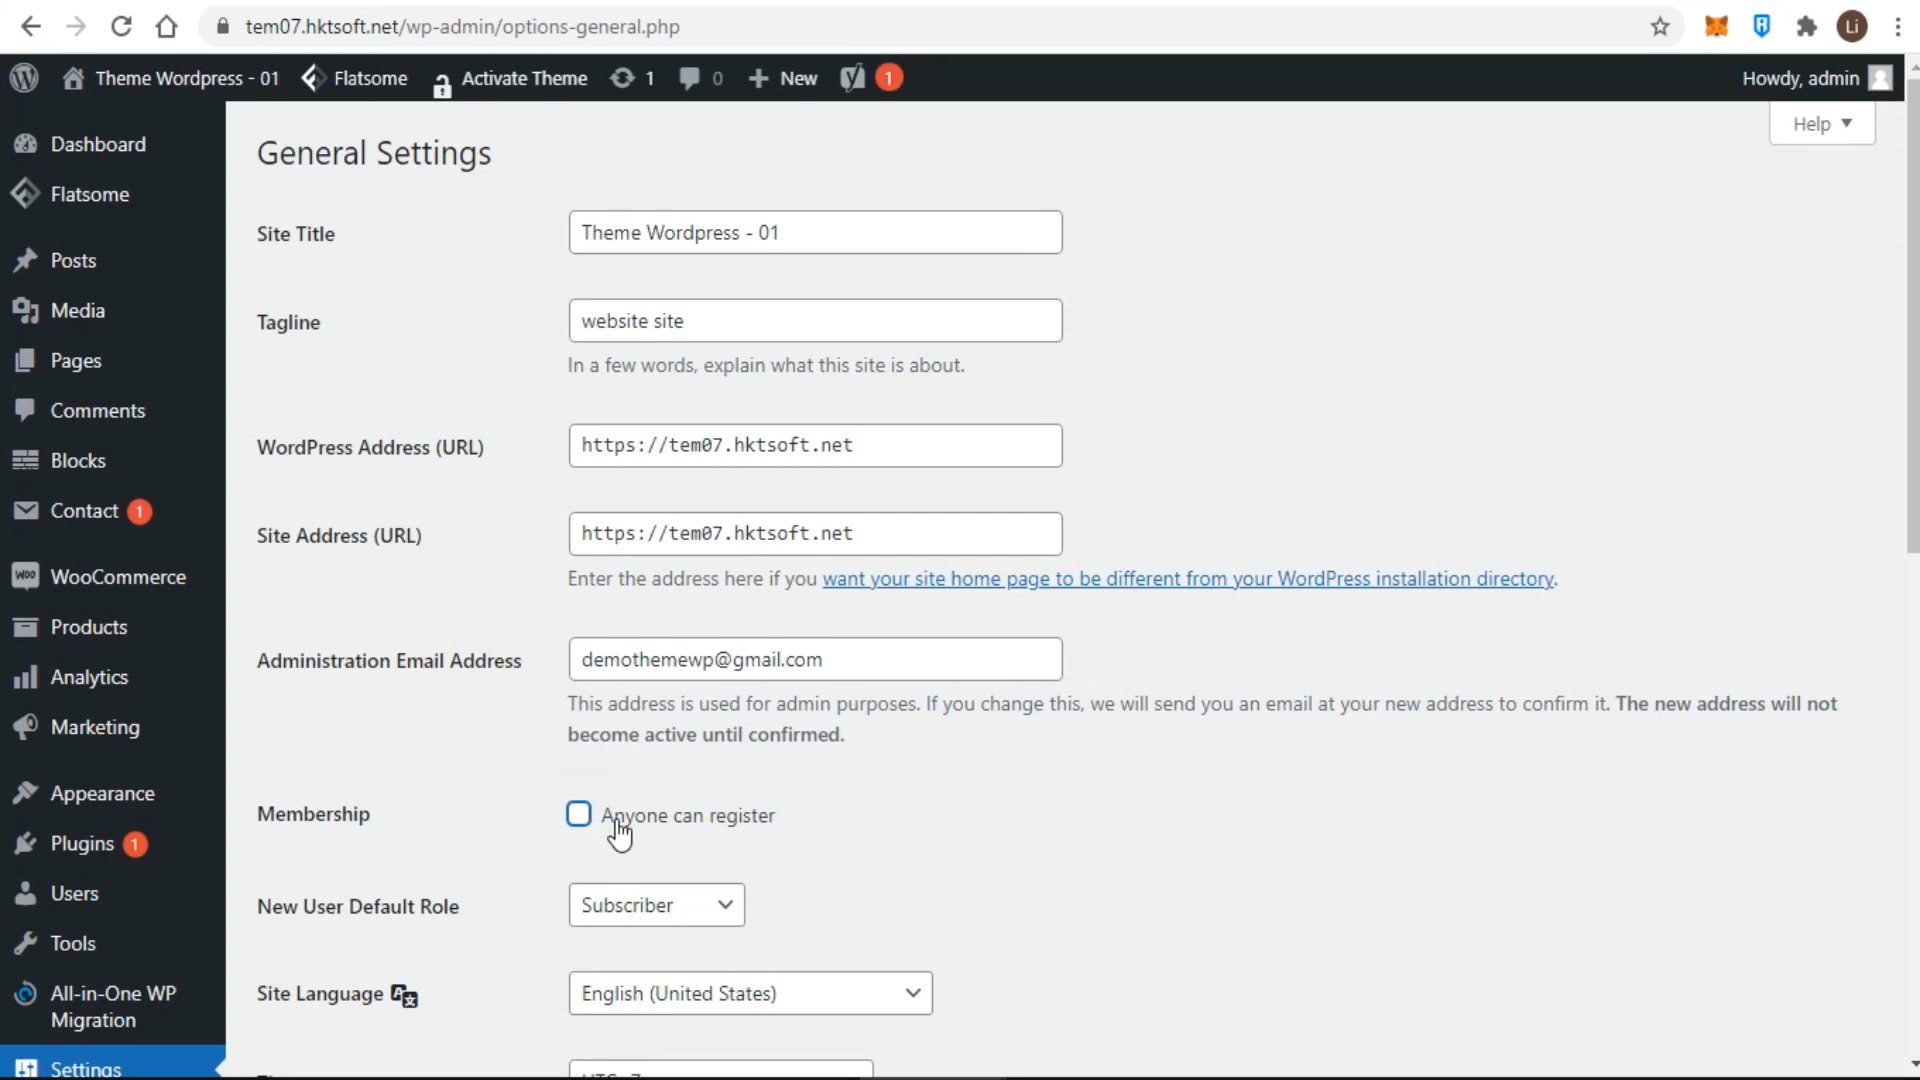 tem07.hktsoft.net/wp-admin/options-general.php
Li
Theme Wordpress - 01
Flatsome
Activate Theme
1
0
New
1
Howdy, admin
Help
Dashboard
Flatsome
Posts
Media
Pages
Comments
Blocks
Contact 1
WooCommerce
Products
Analytics
Marketing
Appearance
Plugins 1
Users
Tools
All-in-One WP
Migration
Settings
General Settings
Site Title
Theme Wordpress - 01
Tagline
website site
In a few words, explain what this site is about.
WordPress Address (URL)
https://tem07.hktsoft.net
Site Address (URL)
https://tem07.hktsoft.net
Enter the address here if you want your site home page to be different from your WordPress installation directory.
Administration Email Address
demothemewp@gmail.com
This address is used for admin purposes. If you change this, we will send you an email at your new address to confirm it. The new address will not
become active until confirmed.
Membership
Anyone can register
New User Default Role
Subscriber
Site Language
English (United States)